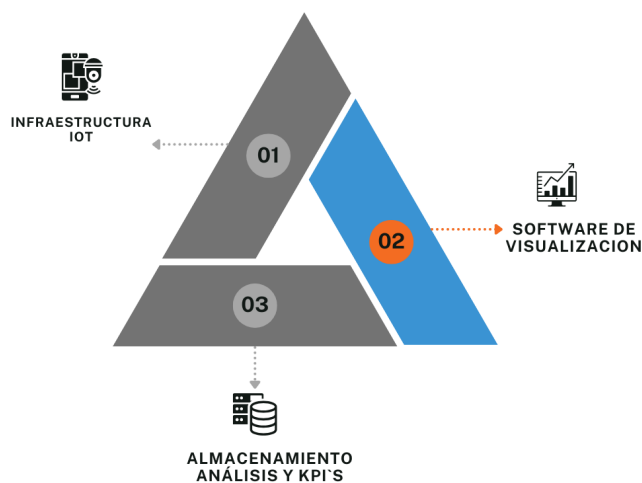 INFRAESTRUCTURA
IOT
01
02
SOFTWARE DE
VISUALIZACION
03
ALMACENAMIENTO
ANÁLISIS Y KPI`S